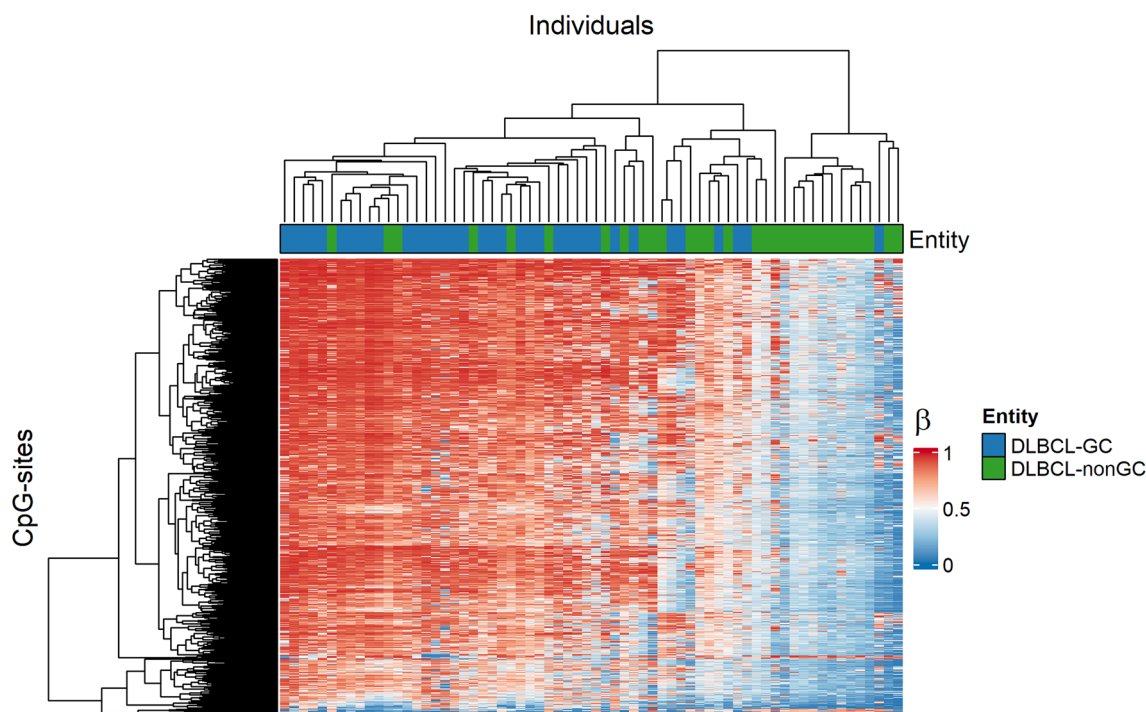 Individuals
Entity
CpG-sites
β
1
0.5
0
Entity
DLBCL-GC
DLBCL-nonGC